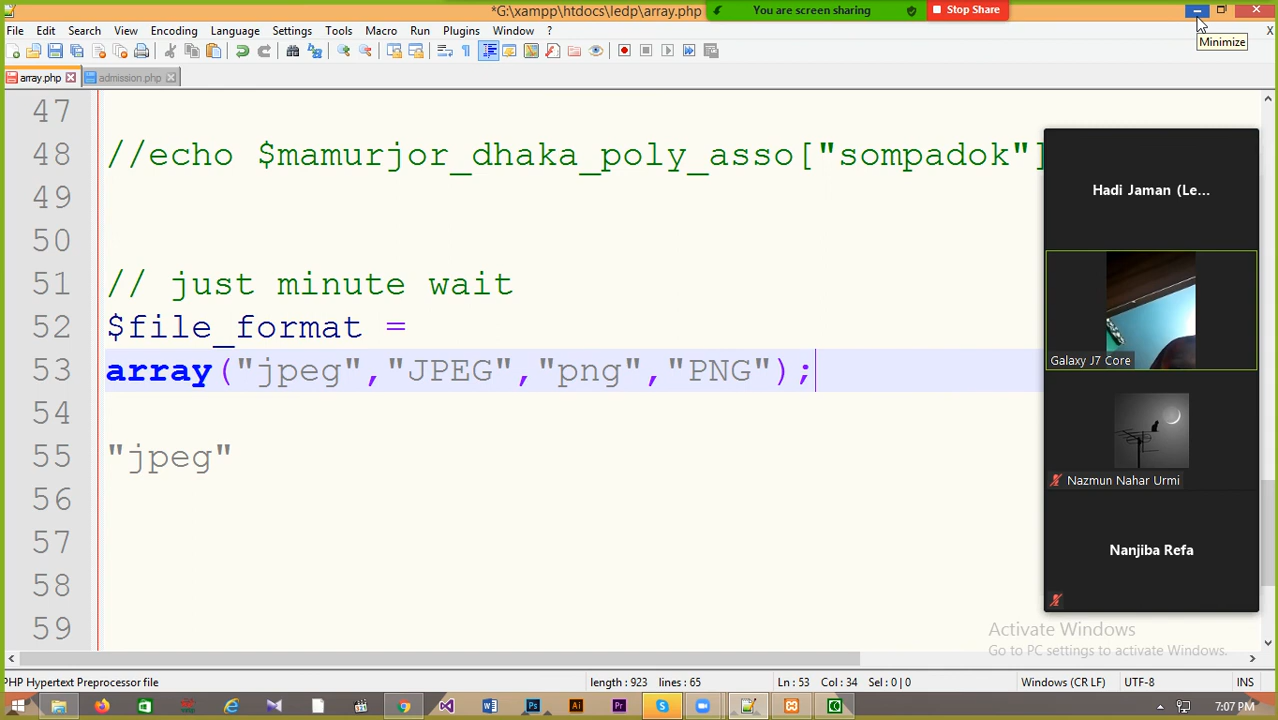 *G:\xampp\htdocs\ledp\array.php
You are screen sharing
Stop Share
File Edit Search View Encoding Language Settings Tools Macro Run Plugins Window ? X
Minimize
array.php admission.php
47
48 //echo $mamurjor_dhaka_poly_asso["sompadok"]
49
50
51 // just minute wait
52 $file_format =
53 array("jpeg","JPEG","png","PNG");
54
55 "jpeg"
56
57
58
59
Hadi Jaman (Le...
Galaxy J7 Core
Nazmun Nahar Urmi
Nanjiba Refa
Activate Windows
Go to PC settings to activate Windows.
PHP Hypertext Preprocessor file length : 923 lines : 65 Ln : 53 Col : 34 Sel : 0 | 0 Windows (CR LF) UTF-8 INS
7:07 PM